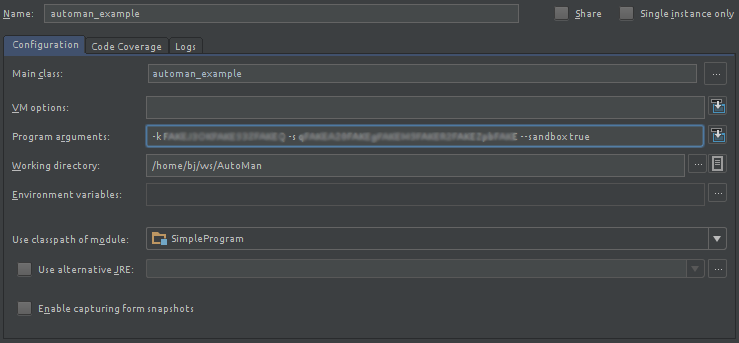 Name: automan_example Share Single instance only
Configuration Code Coverage Logs
Main class: automan_example ...
VM options:
Program arguments: -k -s --sandbox true
Working directory: /home/bj/ws/AutoMan ...
Environment variables: ...
Use classpath of module: SimpleProgram
Use alternative JRE: ...
Enable capturing form snapshots